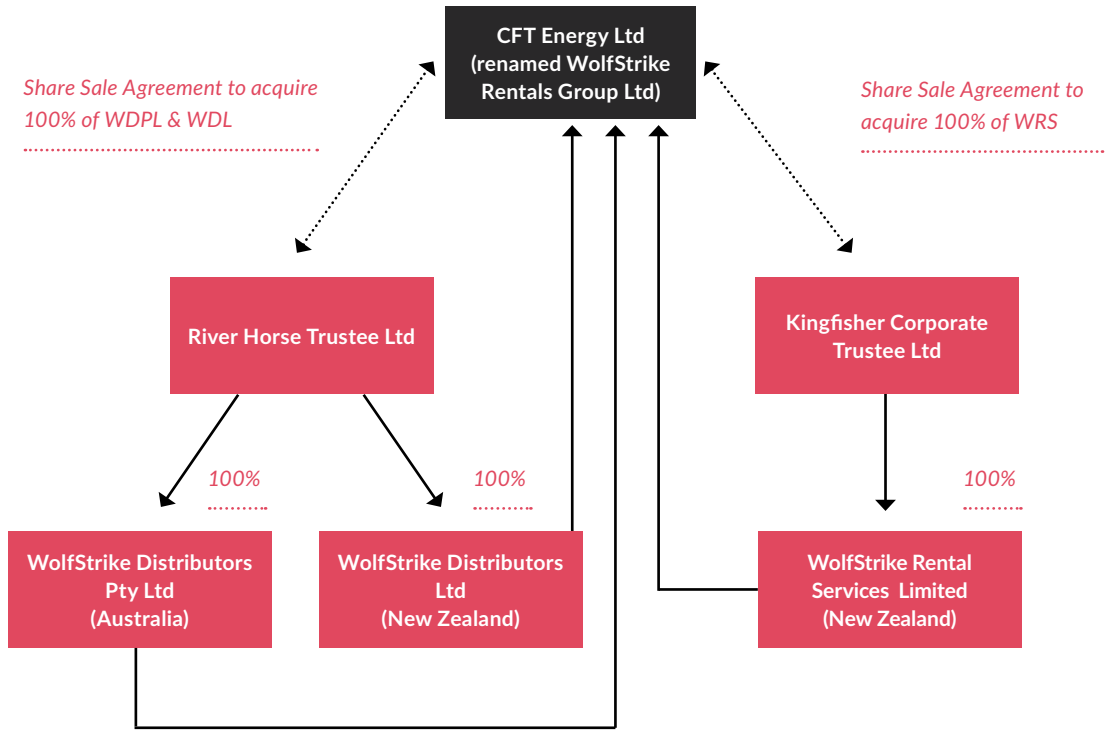 CFT Energy Ltd
(renamed WolfStrike
Rentals Group Ltd)
Share Sale Agreement to acquire
100% of WDPL & WDL
Share Sale Agreement to
acquire 100% of WRS
River Horse Trustee Ltd
Kingfisher Corporate
Trustee Ltd
100%
100%
100%
WolfStrike Distributors
Pty Ltd
(Australia)
WolfStrike Distributors
Ltd
(New Zealand)
WolfStrike Rental
Services Limited
(New Zealand)